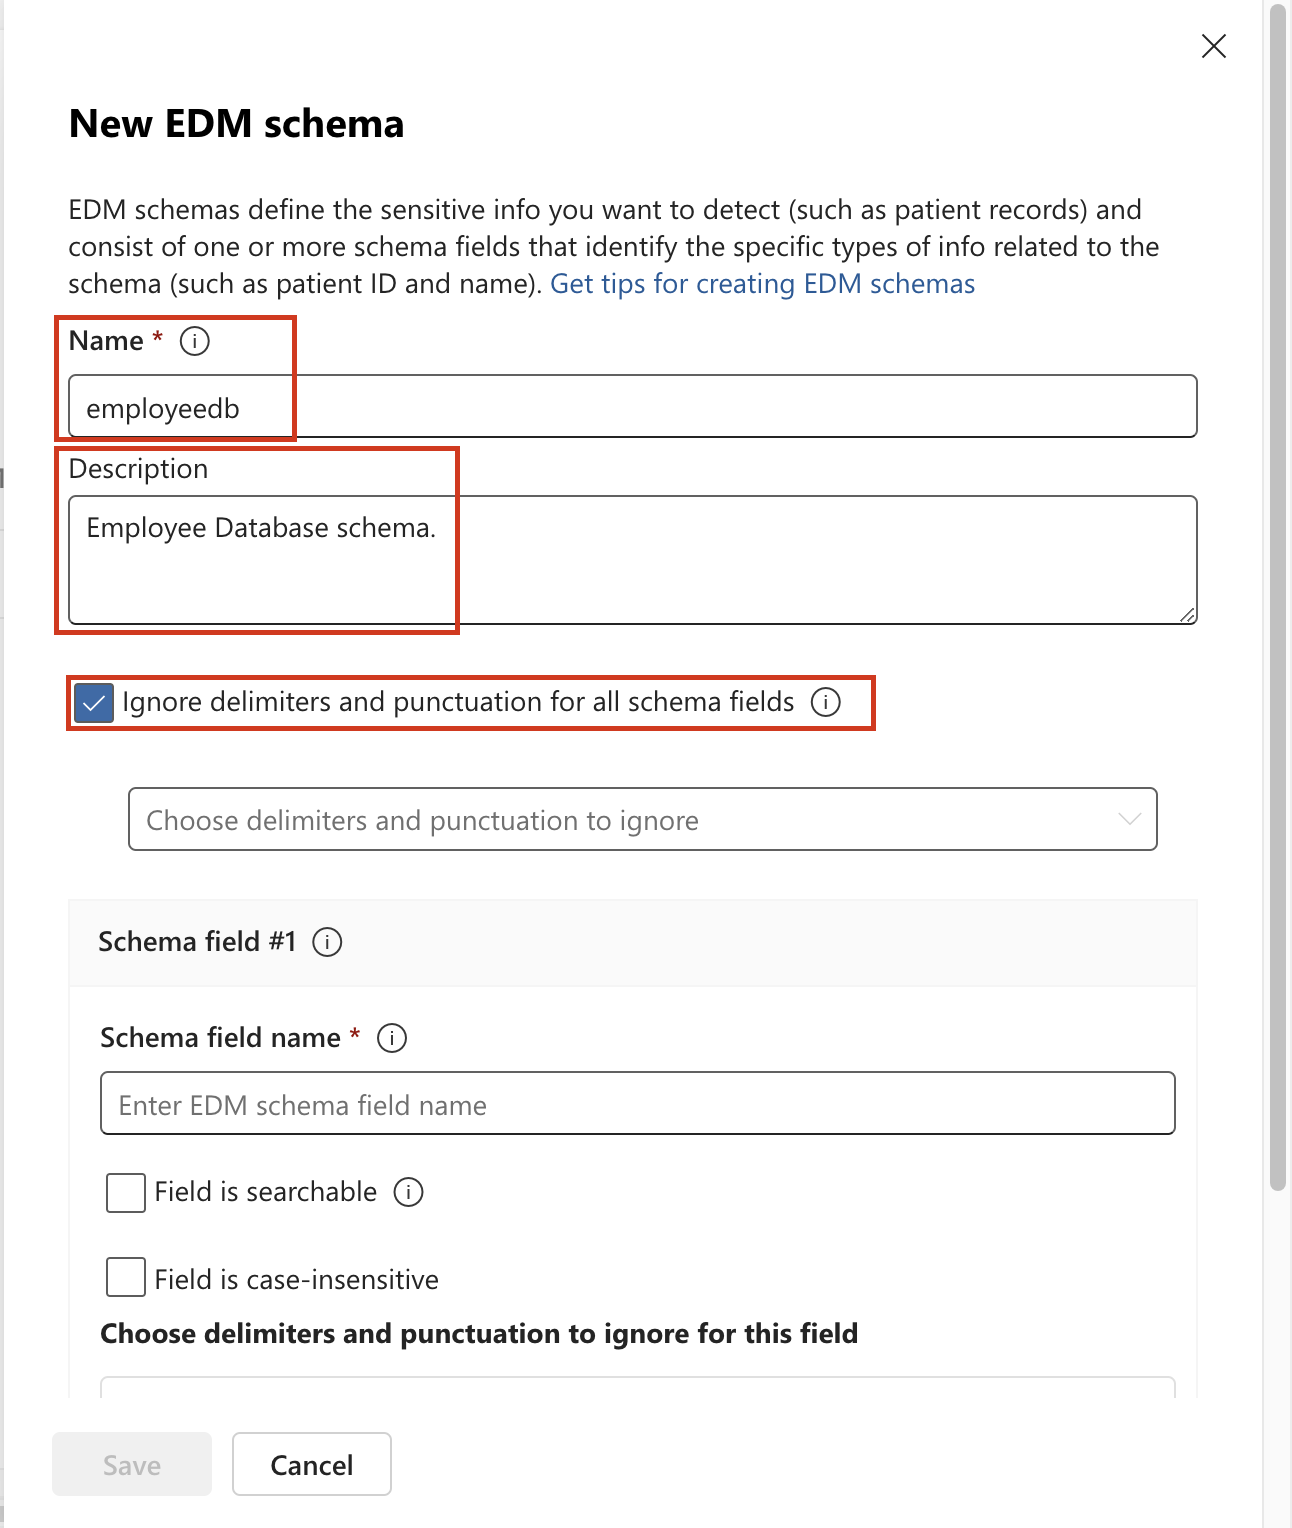 New EDM schema
EDM schemas define the sensitive info you want to detect (such as patient records) and
consist of one or more schema fields that identify the specific types of info related to the
schema (such as patient ID and name). Get tips for creating EDM schemas
Name *
employeedb
Description
Employee Database schema.
Ignore delimiters and punctuation for all schema fields
Choose delimiters and punctuation to ignore
Schema field #1
Schema field name *
Enter EDM schema field name
Field is searchable
Field is case-insensitive
Choose delimiters and punctuation to ignore for this field
Save
Cancel